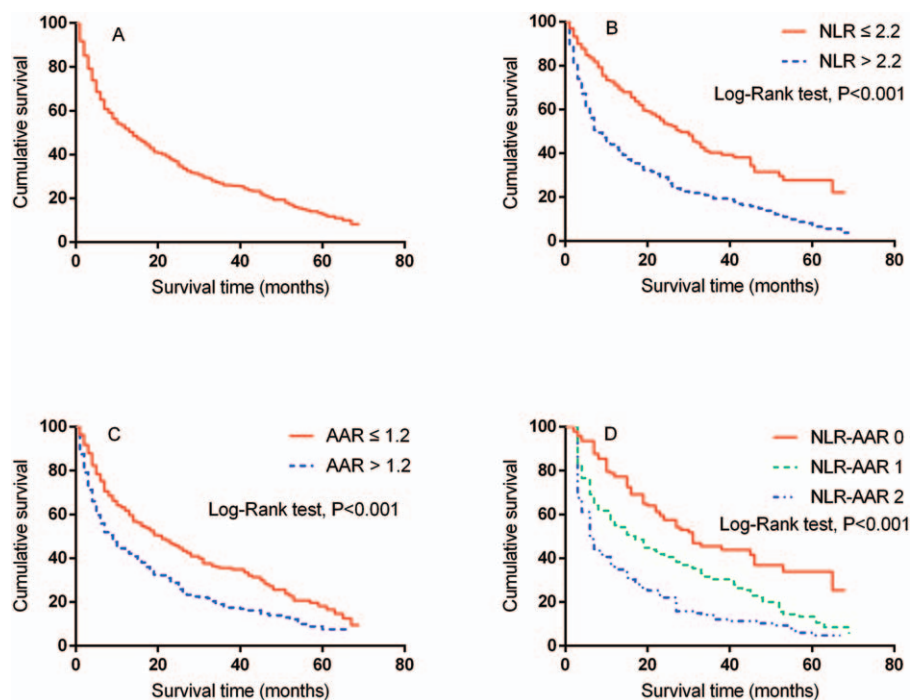 A
100
80
60
40
20
0
0 20 40 60 80
Cumulative survival
Survival time (months)
B
NLR ≤ 2.2
NLR > 2.2
Log-Rank test, P<0.001
100
80
60
40
20
0
0 20 40 60 80
Cumulative survival
Survival time (months)
C
AAR ≤ 1.2
AAR > 1.2
Log-Rank test, P<0.001
100
80
60
40
20
0
0 20 40 60 80
Cumulative survival
Survival time (months)
D
NLR-AAR 0
NLR-AAR 1
NLR-AAR 2
Log-Rank test, P<0.001
100
80
60
40
20
0
0 20 40 60 80
Cumulative survival
Survival time (months)